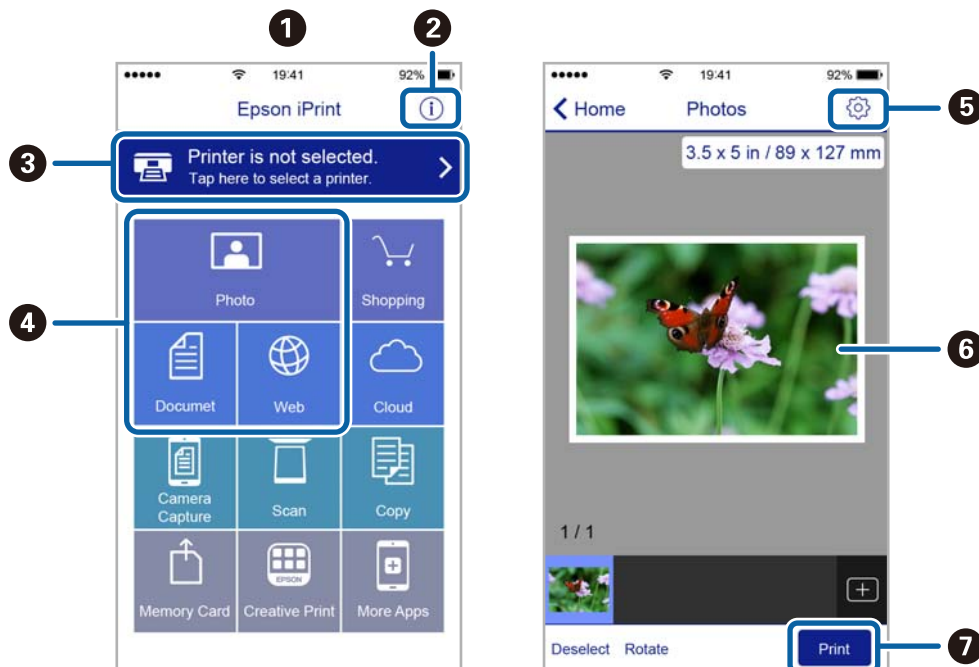 1
2
19:41
92%
Epson iPrint
3
Printer is not selected.
Tap here to select a printer.
4
Photo
Shopping
Documet
Web
Cloud
Camera
Capture
Scan
Copy
EPSON
Memory Card
Creative Print
More Apps
19:41
92%
Home
Photos
5
3.5 x 5 in / 89 x 127 mm
6
1 / 1
Deselect
Rotate
Print
7